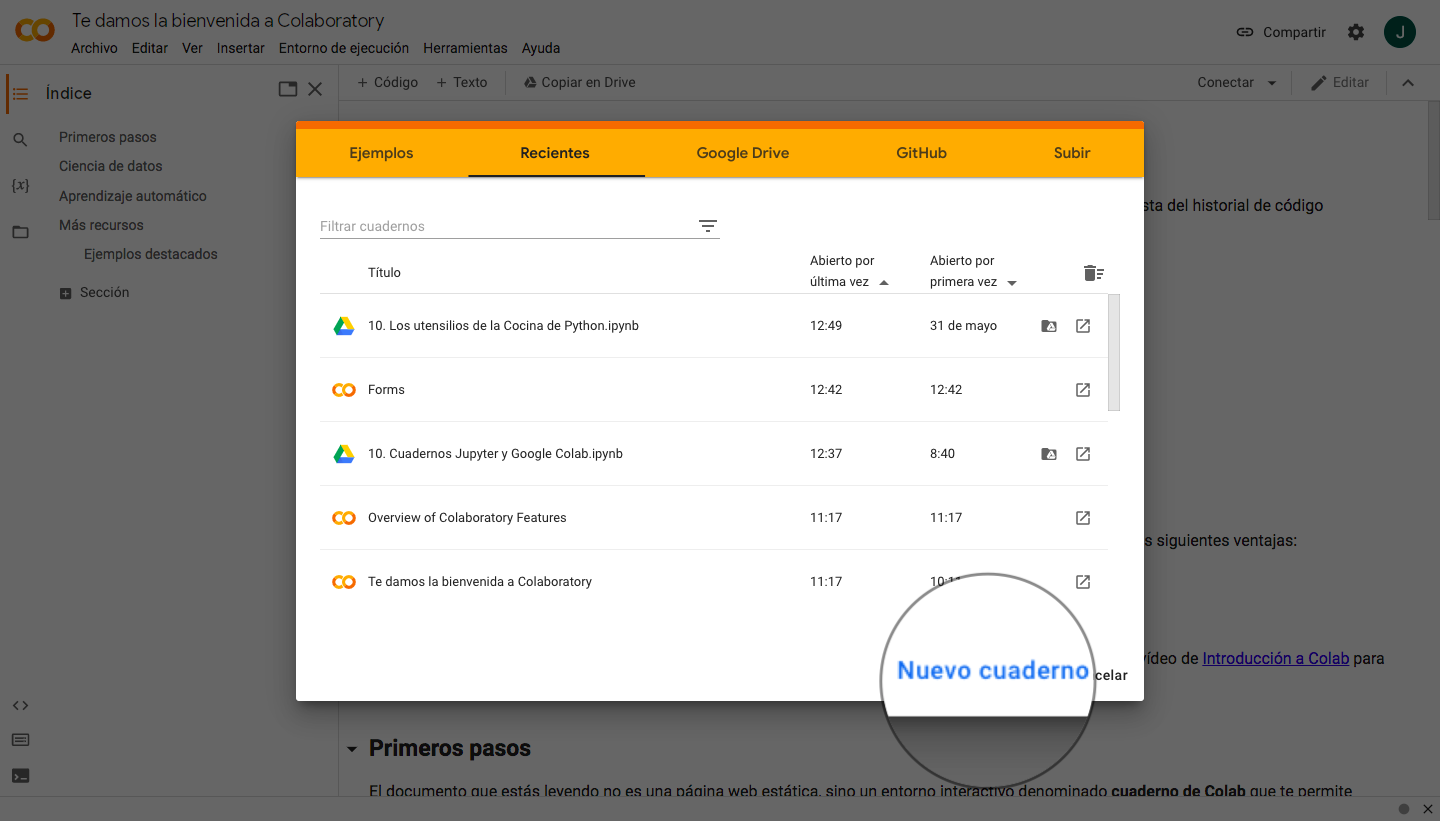 Te damos la bienvenida a Colaboratory
Archivo Editar Ver Insertar Entorno de ejecución Herramientas Ayuda
Compartir
J
Índice
+ Código + Texto Copiar en Drive
Conectar
Editar
Primeros pasos
Ciencia de datos
Aprendizaje automático
Más recursos
Ejemplos destacados
Sección
Ejemplos Recientes Google Drive GitHub Subir
Filtrar cuadernos
Título
Abierto por
última vez
Abierto por
primera vez
10. Los utensilios de la Cocina de Python.ipynb 12:49 31 de mayo
Forms 12:42 12:42
10. Cuadernos Jupyter y Google Colab.ipynb 12:37 8:40
Overview of Colaboratory Features 11:17 11:17
Te damos la bienvenida a Colaboratory 11:17
Nuevo cuaderno
celar
sta del historial de código
s siguientes ventajas:
ídeo de Introducción a Colab para
Primeros pasos
El documento que estás leyendo no es una página web estática, sino un entorno interactivo denominado cuaderno de Colab que te permite